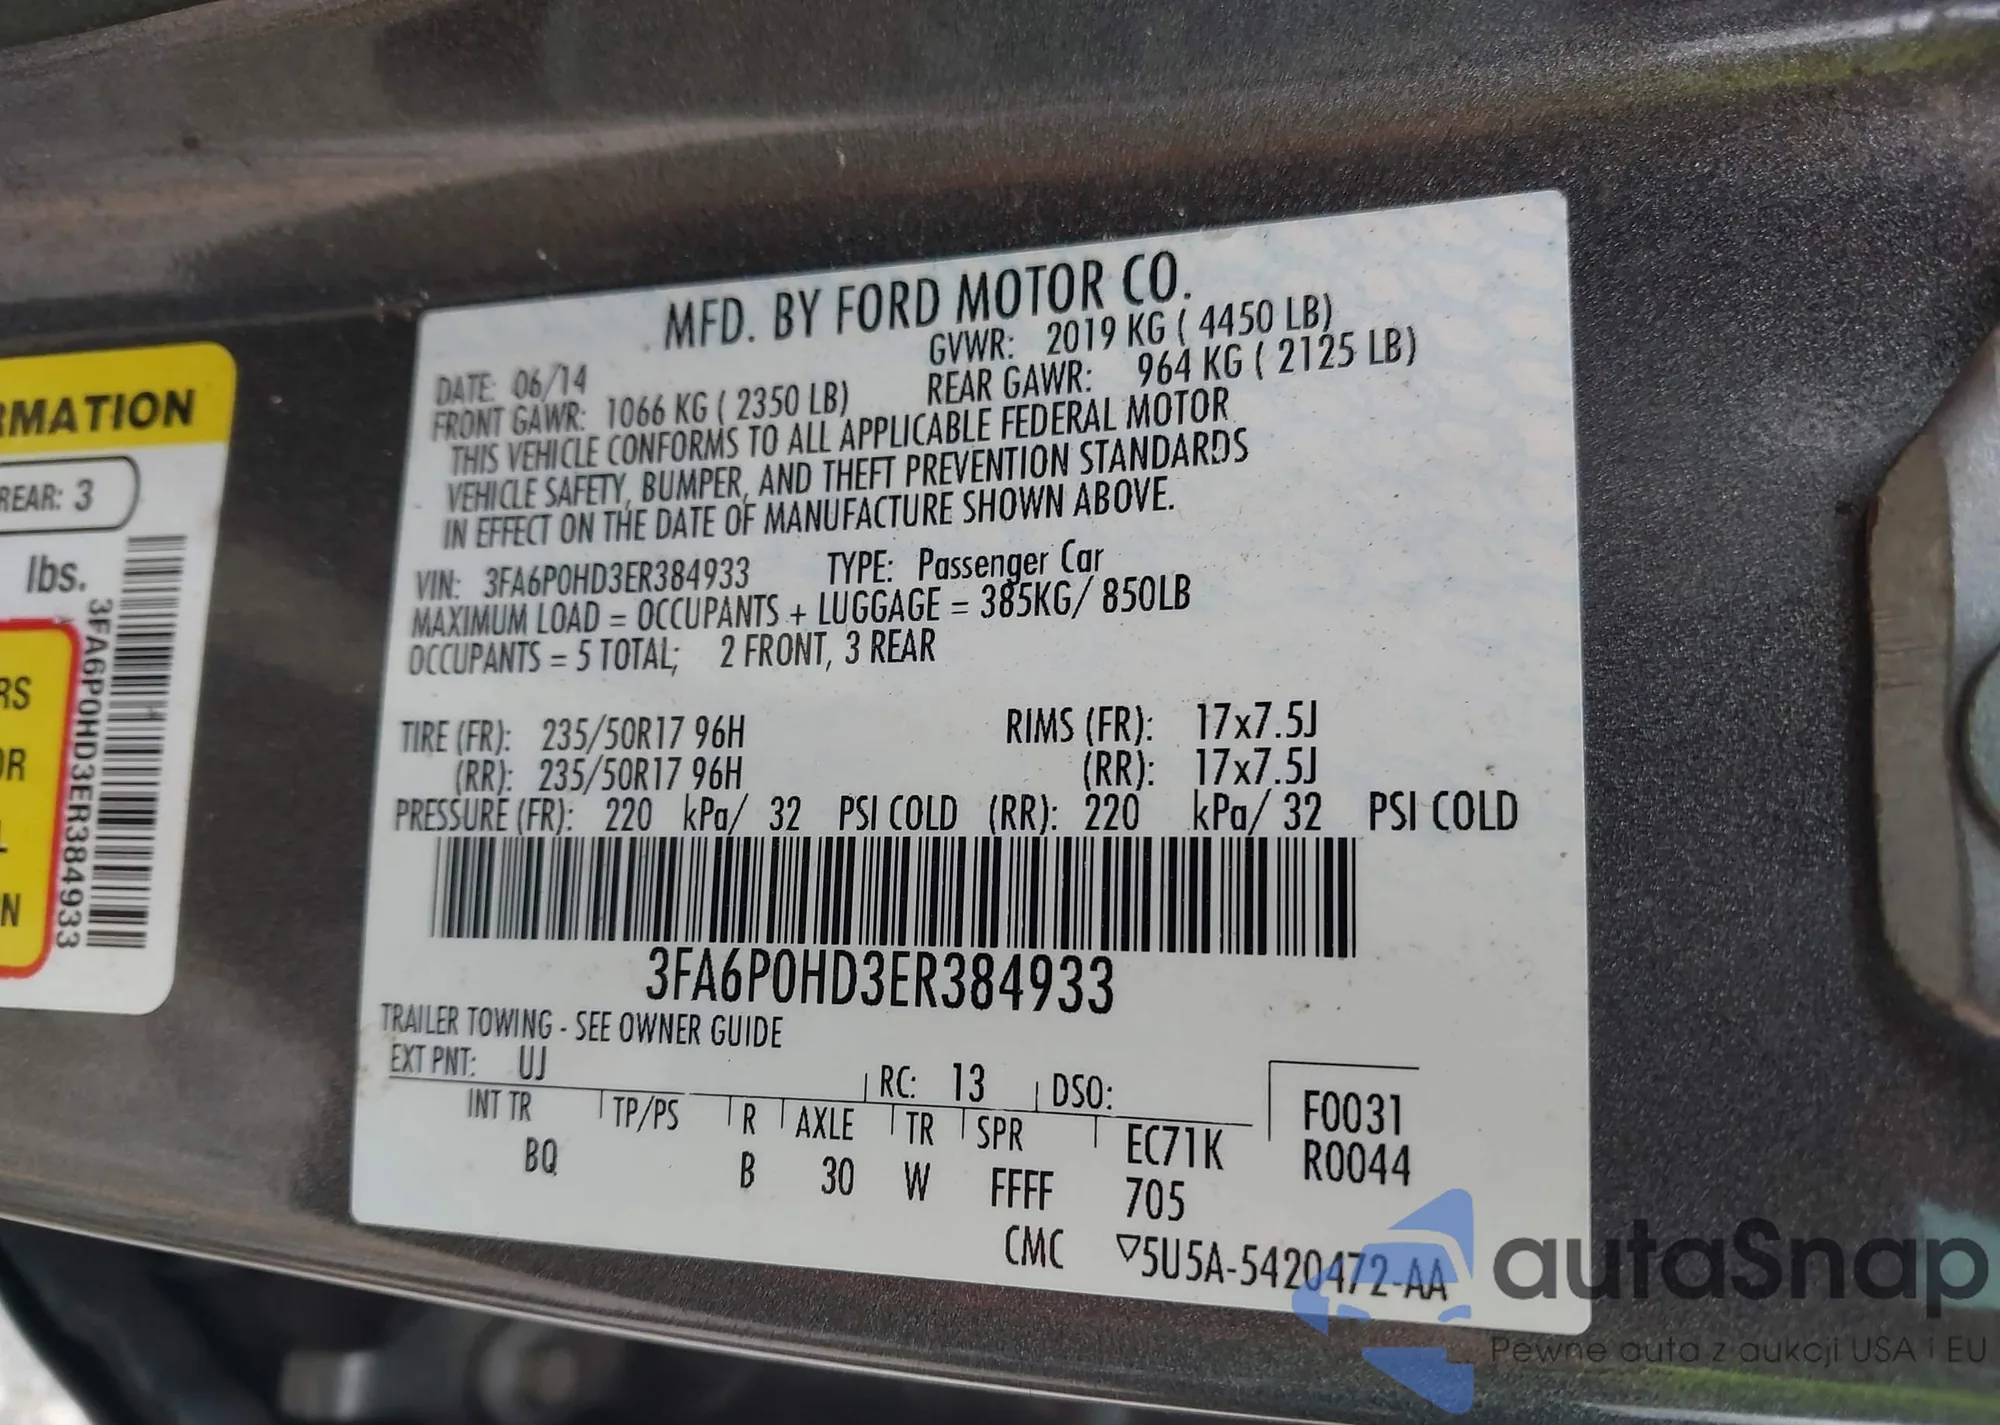 RMATION
REAR: 3
lbs.
RS
OR
L
N
3FA6P0HD3ER384933
MFD. BY FORD MOTOR CO.
DATE: 06/14 GVWR: 2019 KG ( 4450 LB)
FRONT GAWR: 1066 KG ( 2350 LB) REAR GAWR: 964 KG ( 2125 LB)
THIS VEHICLE CONFORMS TO ALL APPLICABLE FEDERAL MOTOR
VEHICLE SAFETY, BUMPER, AND THEFT PREVENTION STANDARDS
IN EFFECT ON THE DATE OF MANUFACTURE SHOWN ABOVE.
VIN: 3FA6P0HD3ER384933 TYPE: Passenger Car
MAXIMUM LOAD = OCCUPANTS + LUGGAGE = 385KG/ 850LB
OCCUPANTS = 5 TOTAL; 2 FRONT, 3 REAR
TIRE (FR): 235/50R17 96H RIMS (FR): 17x7.5J
(RR): 235/50R17 96H (RR): 17x7.5J
PRESSURE (FR): 220 kPa/ 32 PSI COLD (RR): 220 kPa/ 32 PSI COLD
3FA6P0HD3ER384933
TRAILER TOWING - SEE OWNER GUIDE
EXT PNT: UJ RC: 13 DSO: F0031
INT TR TP/PS R AXLE TR SPR EC71K R0044
BQ B 30 W FFFF 705
CMC ▽5U5A-5420472-AA
autaSnap
Pewne auta z aukcji USA i EU